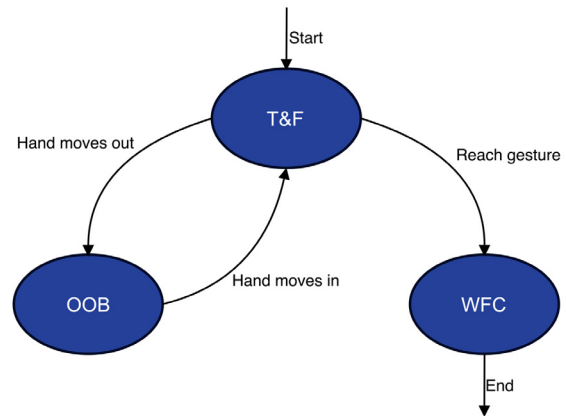 Start
T&F
Hand moves out
Reach gesture
Hand moves in
OOB
WFC
End